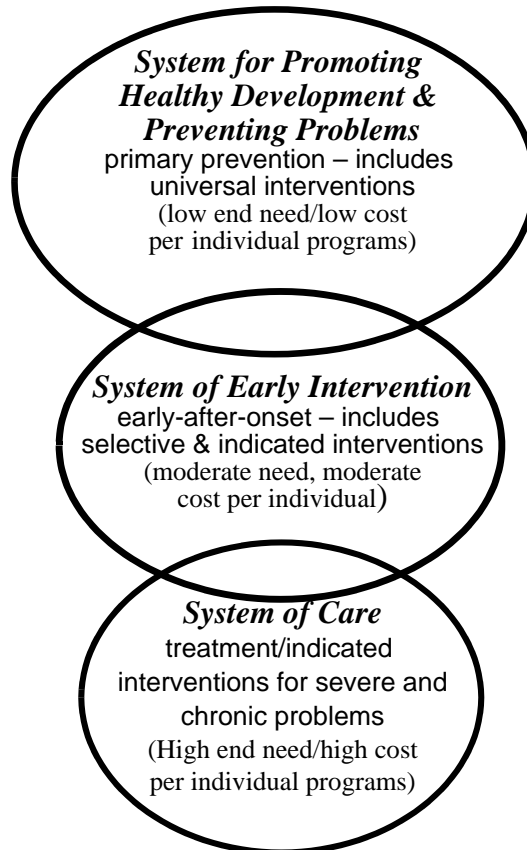 System for Promoting
Healthy Development &
Preventing Problems
primary prevention – includes
universal interventions
(low end need/low cost
per individual programs)
System of Early Intervention
early-after-onset – includes
selective & indicated interventions
(moderate need, moderate
cost per individual)
System of Care
treatment/indicated
interventions for severe and
chronic problems
(High end need/high cost
per individual programs)